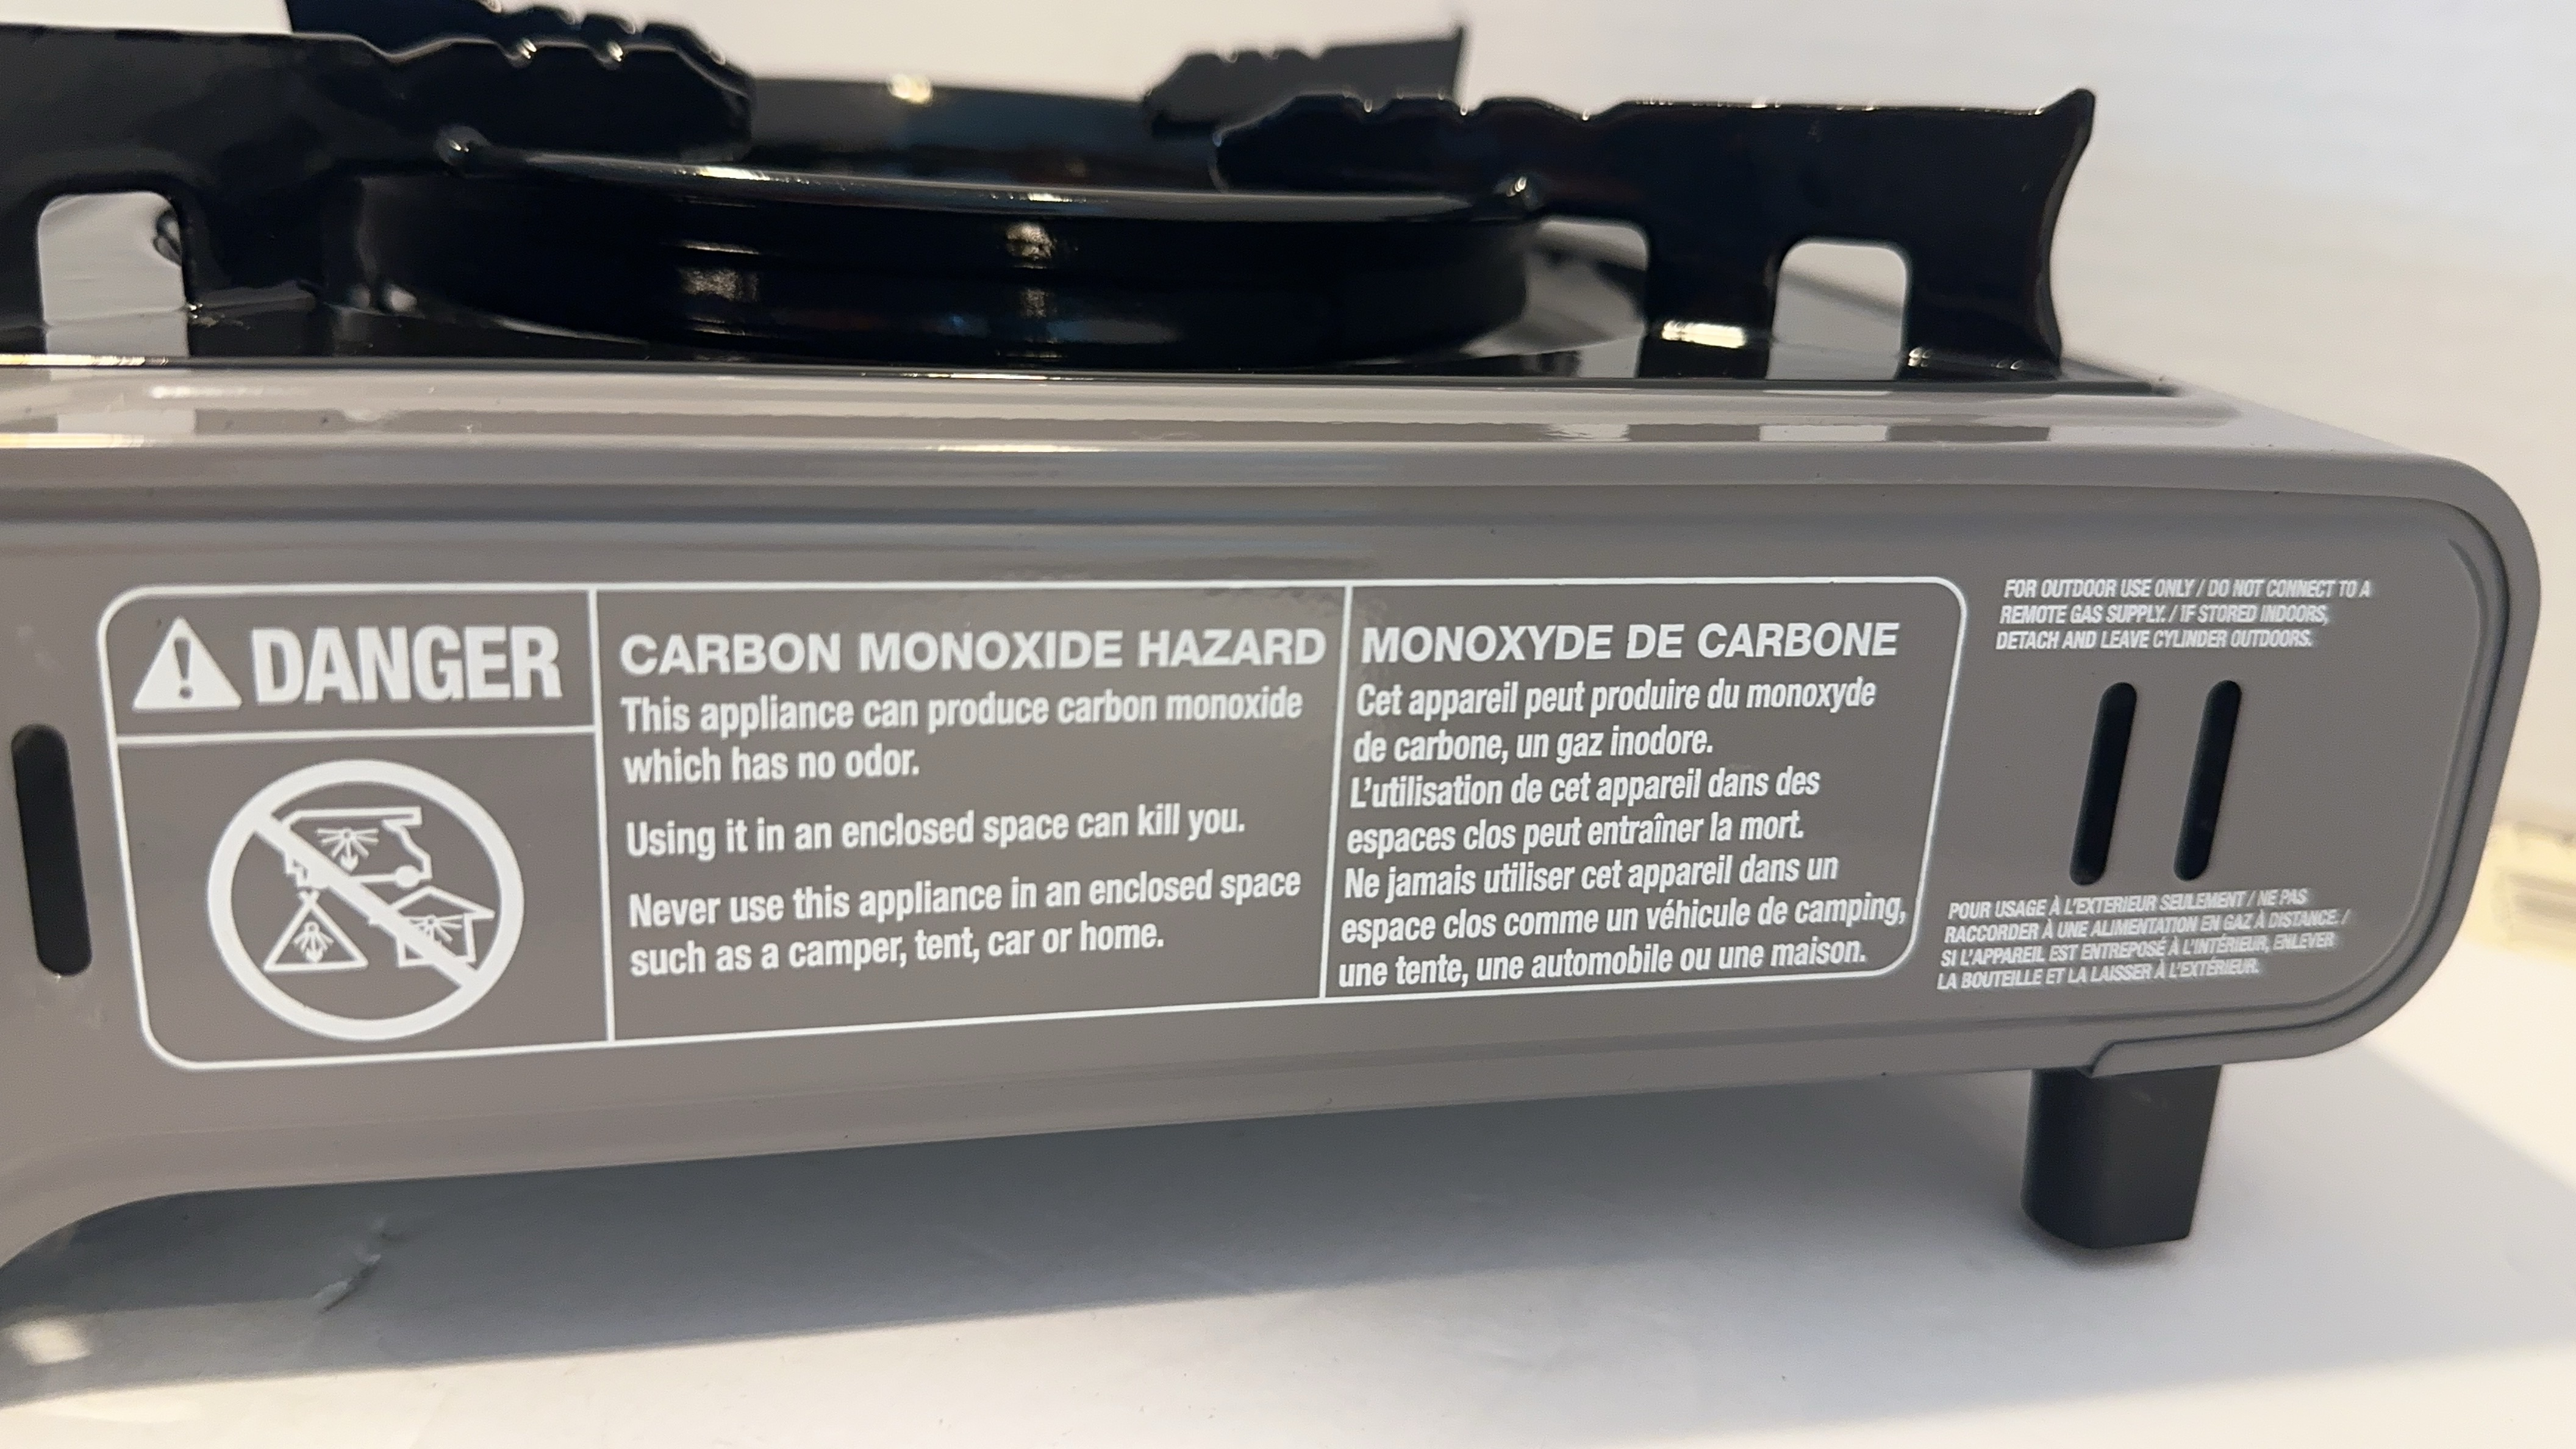 DANGER
CARBON MONOXIDE HAZARD
This appliance can produce carbon monoxide
which has no odor.
Using it in an enclosed space can kill you.
Never use this appliance in an enclosed space
such as a camper, tent, car or home.
MONOXYDE DE CARBONE
Cet appareil peut produire du monoxyde
de carbone, un gaz inodore.
L'utilisation de cet appareil dans des
espaces clos peut entraîner la mort.
Ne jamais utiliser cet appareil dans un
espace clos comme un véhicule de camping,
une tente, une automobile ou une maison.
FOR OUTDOOR USE ONLY / DO NOT CONNECT TO A
REMOTE GAS SUPPLY. / IF STORED INDOORS,
DETACH AND LEAVE CYLINDER OUTDOORS.
POUR USAGE À L'EXTERIEUR SEULEMENT / NE PAS
RACCORDER À UNE ALIMENTATION EN GAZ À DISTANCE. /
SI L'APPAREIL EST ENTREPOSÉ À L'INTÉRIEUR, ENLEVER
LA BOUTEILLE ET LA LAISSER À L'EXTÉRIEUR.